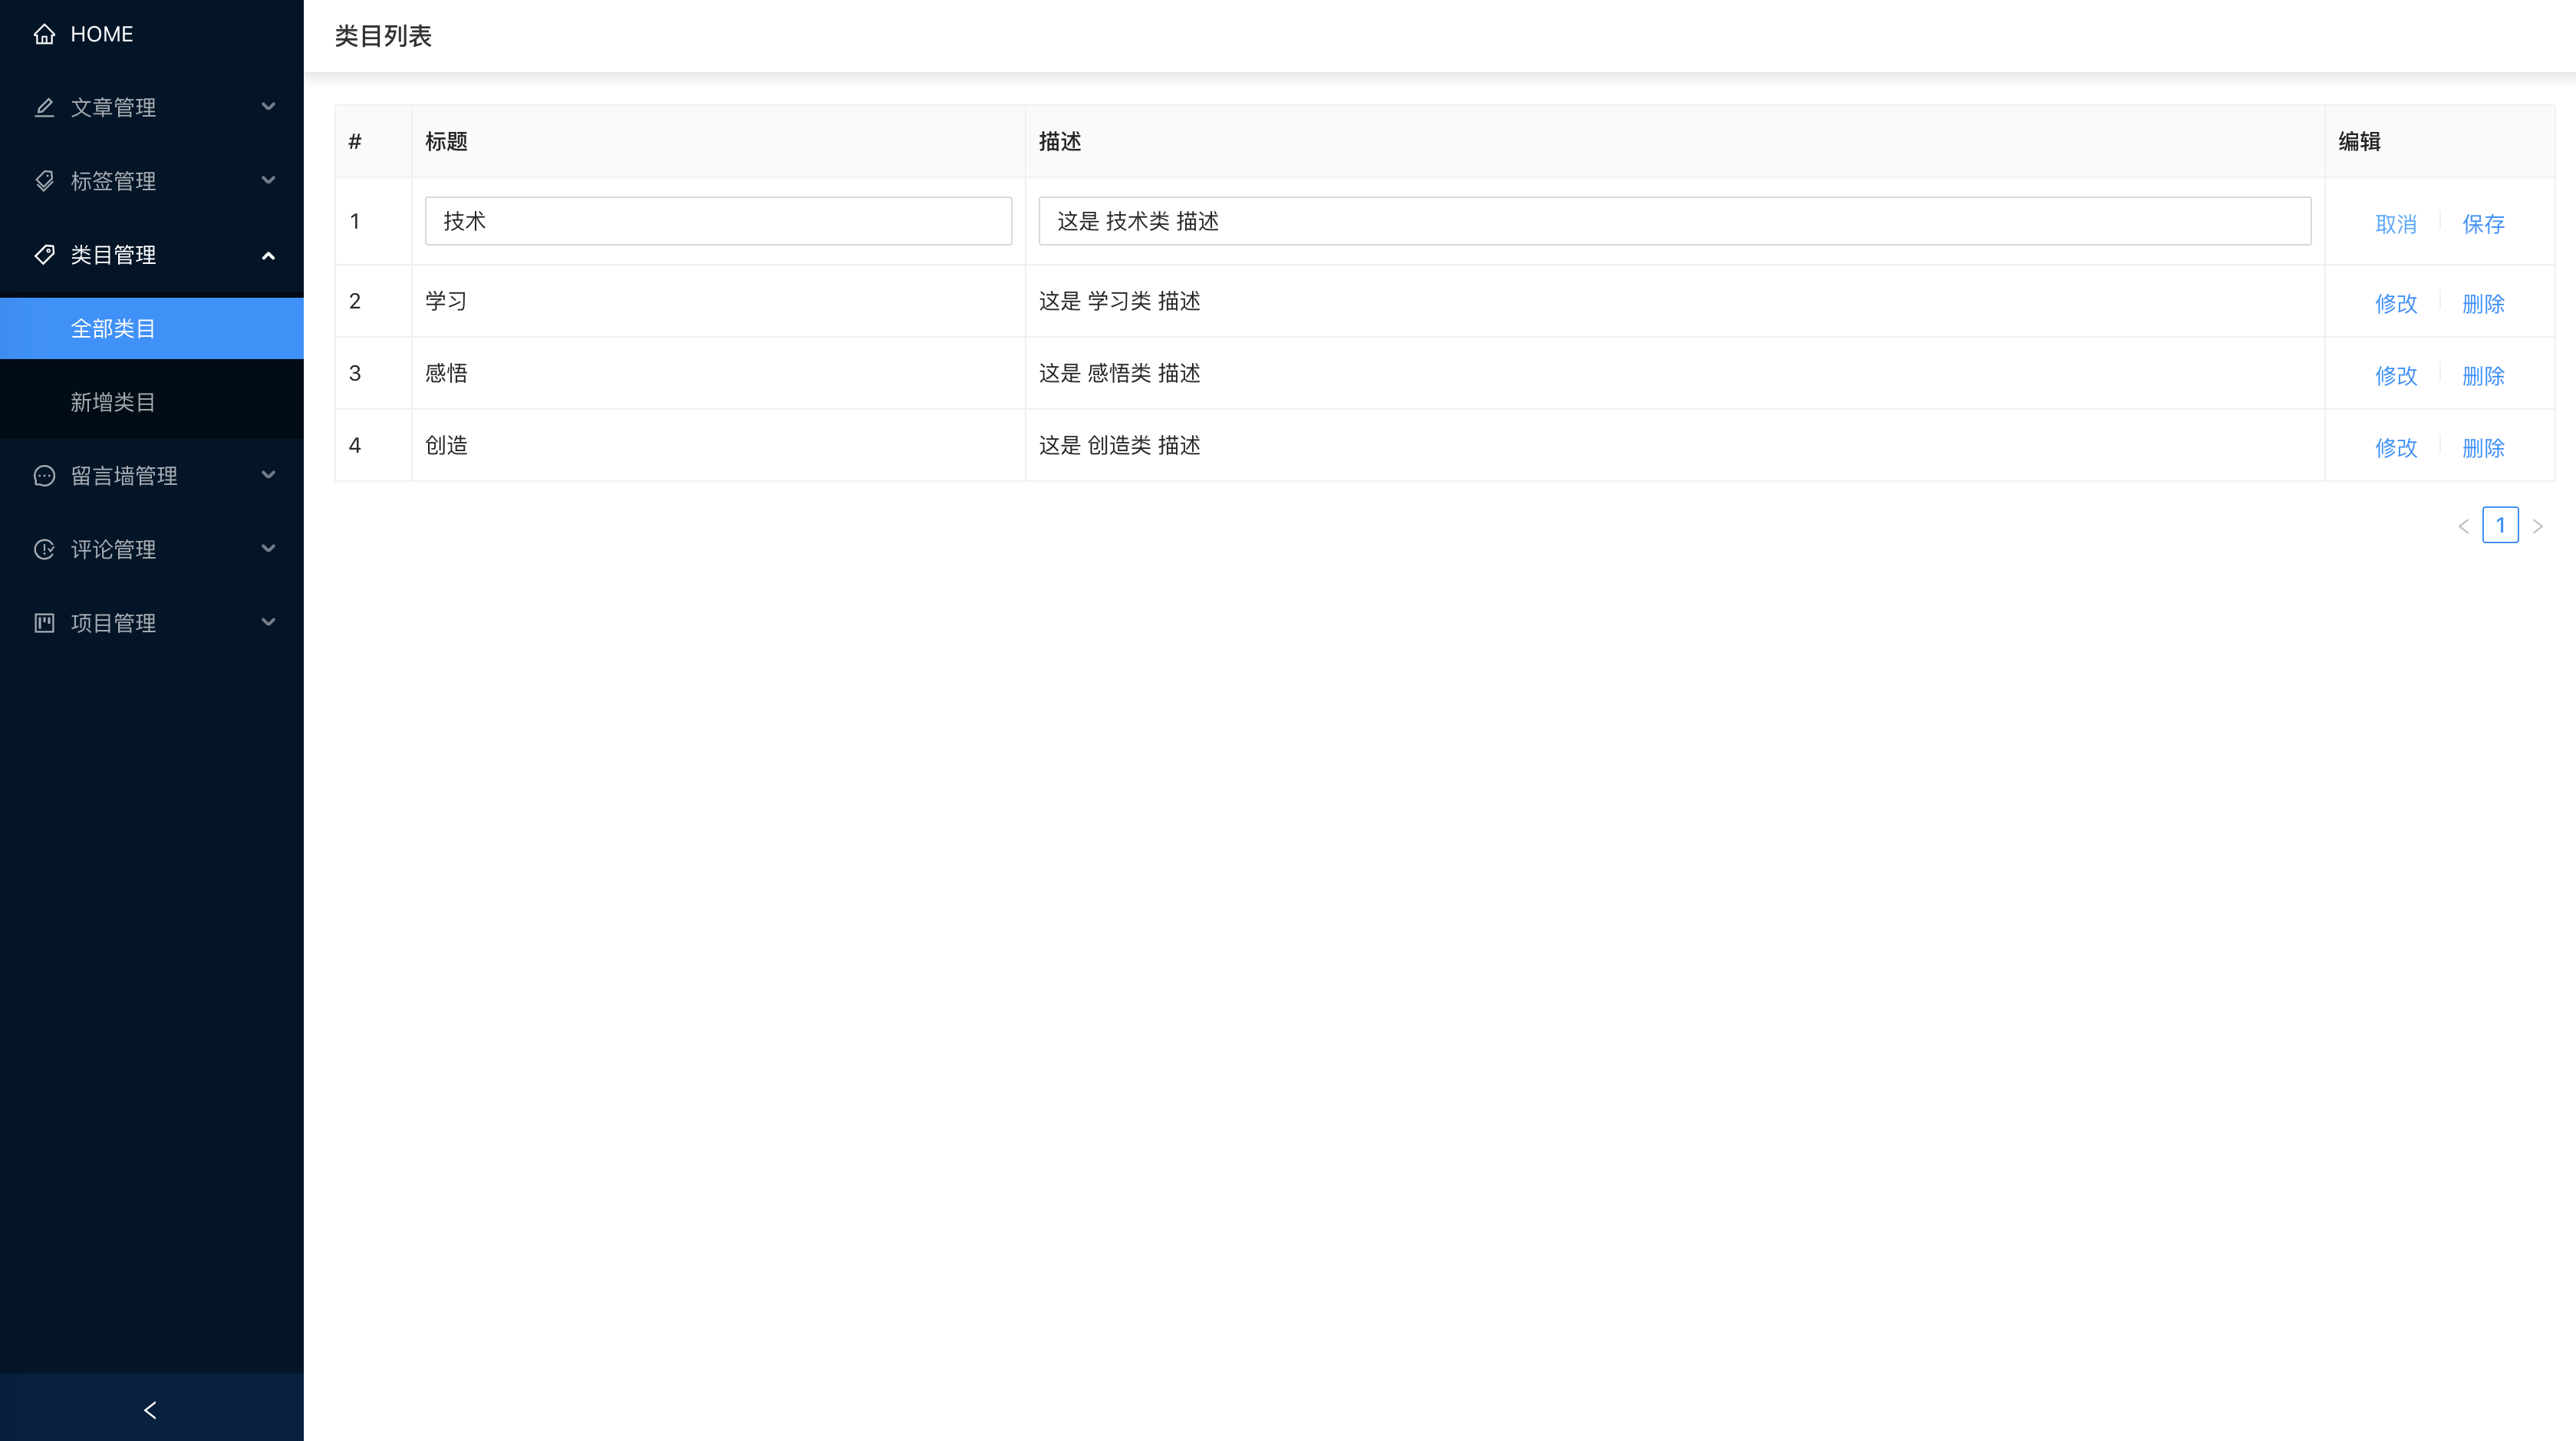 HOME
文章管理
标签管理
类目管理
全部类目
新增类目
留言墙管理
评论管理
项目管理
类目列表
# 标题 描述 编辑
1 技术 这是 技术类 描述 取消 保存
2 学习 这是 学习类 描述 修改 删除
3 感悟 这是 感悟类 描述 修改 删除
4 创造 这是 创造类 描述 修改 删除
1